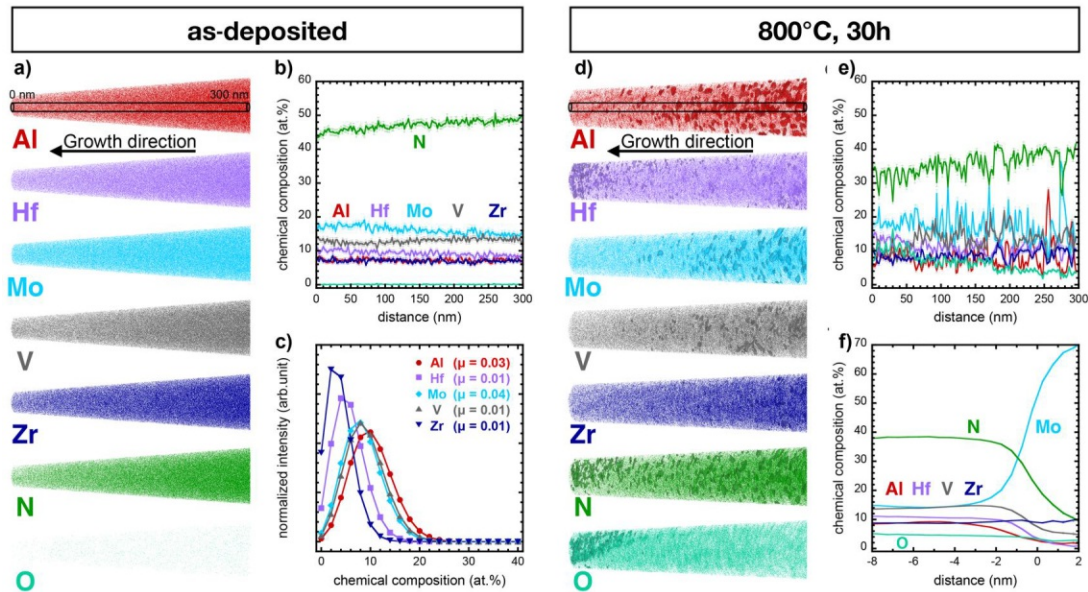 as-deposited
800°C, 30h
a)
0 nm
300 nm
Al
Growth direction
Hf
Mo
V
Zr
N
O
b)
chemical composition (at.%)
60
50
40
30
20
10
0
N
Al Hf Mo V Zr
0 50 100 150 200 250 300
distance (nm)
c)
normalized intensity (arb.unit)
Al (μ = 0.03)
Hf (μ = 0.01)
Mo (μ = 0.04)
V (μ = 0.01)
Zr (μ = 0.01)
0 10 20 30 40
chemical composition (at.%)
d)
Al
Growth direction
Hf
Mo
V
Zr
N
O
e)
chemical composition (at.%)
60
50
40
30
20
10
0
0 50 100 150 200 250 300
distance (nm)
f)
chemical composition (at.%)
70
60
50
40
30
20
10
0
N
Mo
Al Hf V Zr
O
-8 -6 -4 -2 0 2
distance (nm)